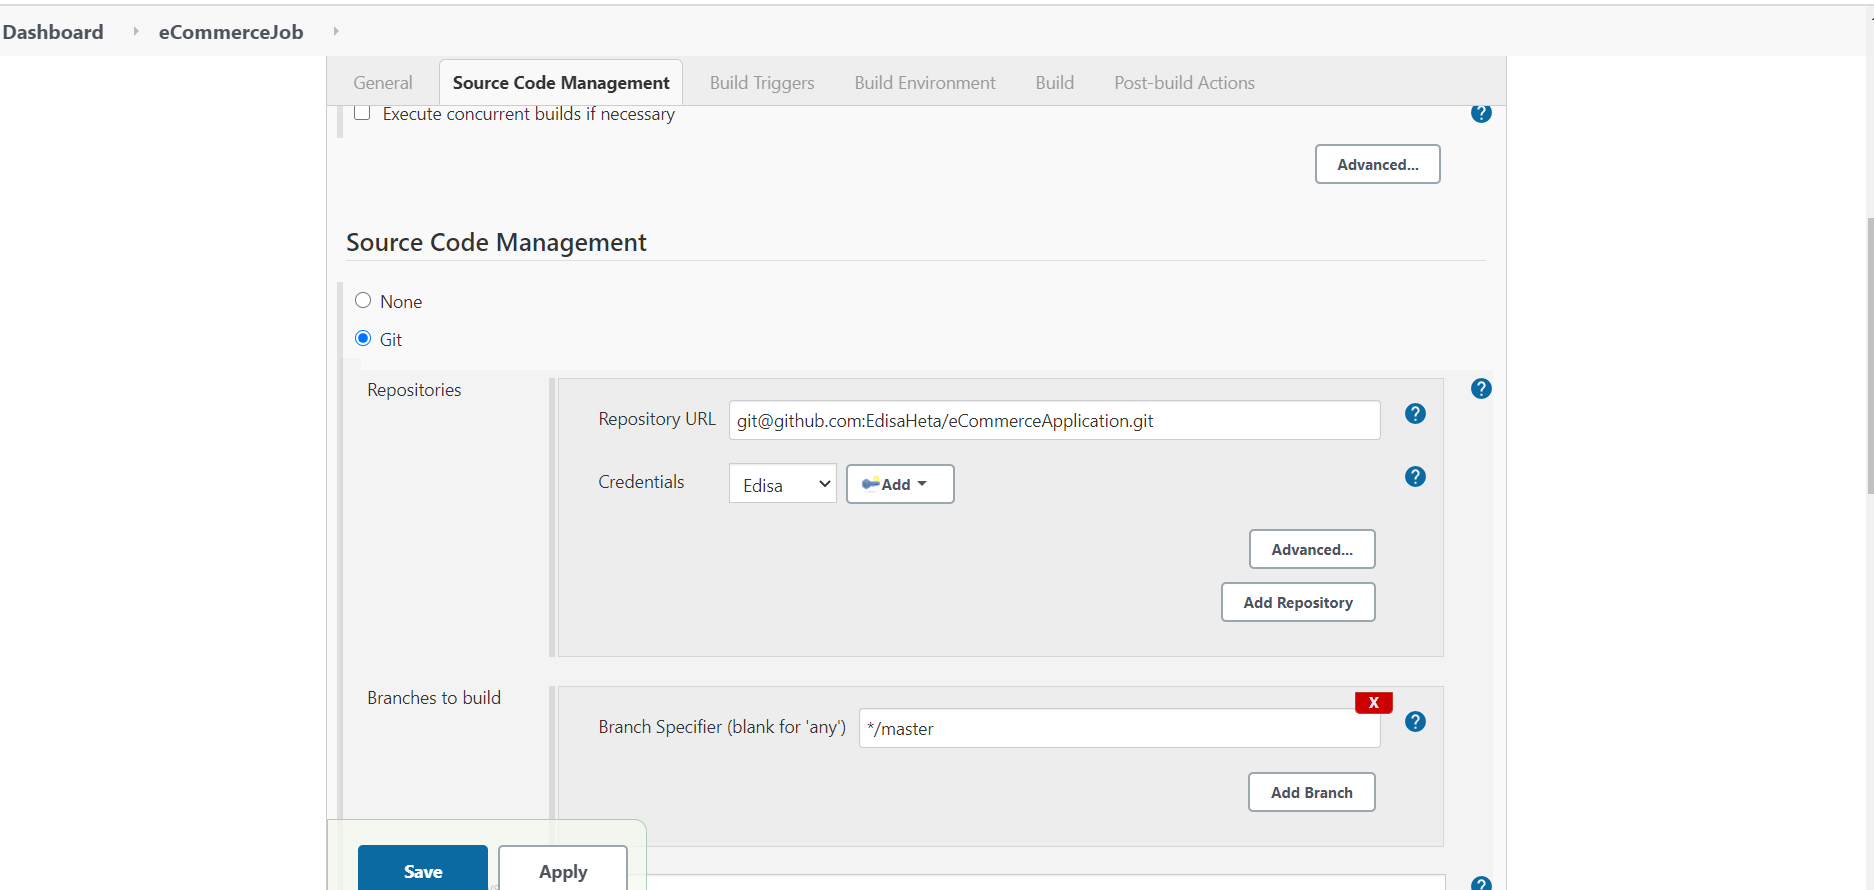 Dashboard eCommerceJob
General Source Code Management Build Triggers Build Environment Build Post-build Actions
Execute concurrent builds if necessary ?
Advanced...
Source Code Management
None
Git
Repositories ?
Repository URL git@github.com:EdisaHeta/eCommerceApplication.git ?
Credentials Edisa Add ?
Advanced...
Add Repository
Branches to build X
Branch Specifier (blank for 'any') */master ?
Add Branch
Save Apply ?